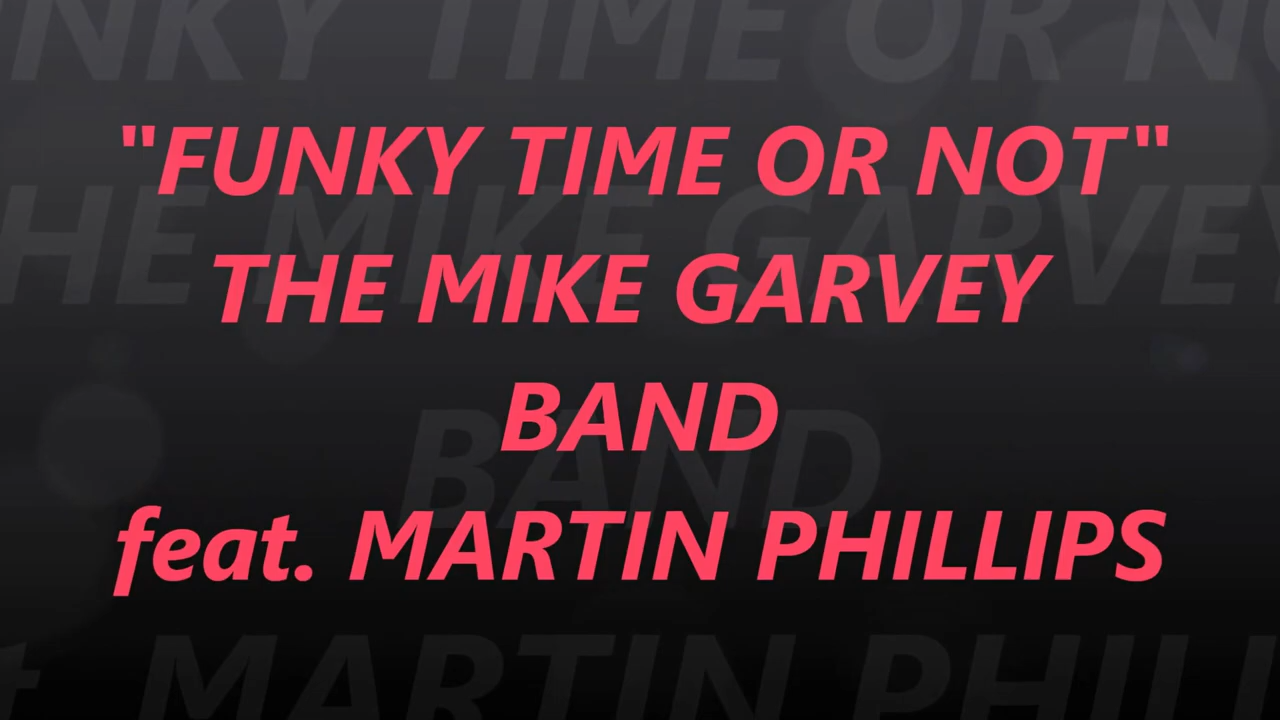 "FUNKY TIME OR NOT"
THE MIKE GARVEY
BAND
feat. MARTIN PHILLIPS